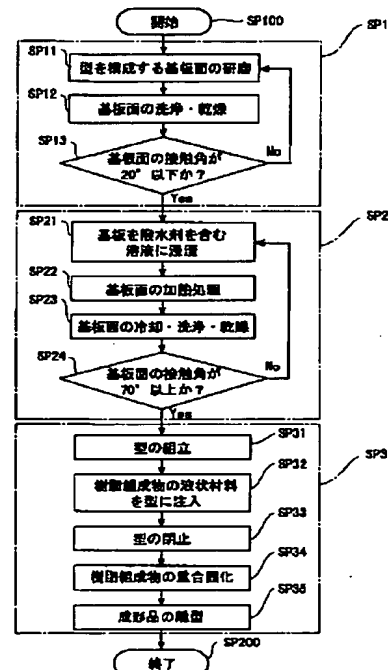 開始
SP100
SP1
SP11
型を構成する基板面の研磨
SP12
基板面の洗浄・乾燥
SP13
基板面の接触角が
20°以下か?
No
Yes
SP2
SP21
基板を撥水剤を含む
溶液に浸漬
SP22
基板面の加熱処理
SP23
基板面の冷却・洗浄・乾燥
SP24
基板面の接触角が
70°以上か?
No
Yes
SP3
SP31
型の組立
SP32
樹脂組成物の液状材料
を型に注入
SP33
型の閉止
SP34
樹脂組成物の重合固化
SP35
成形品の離型
SP200
終了